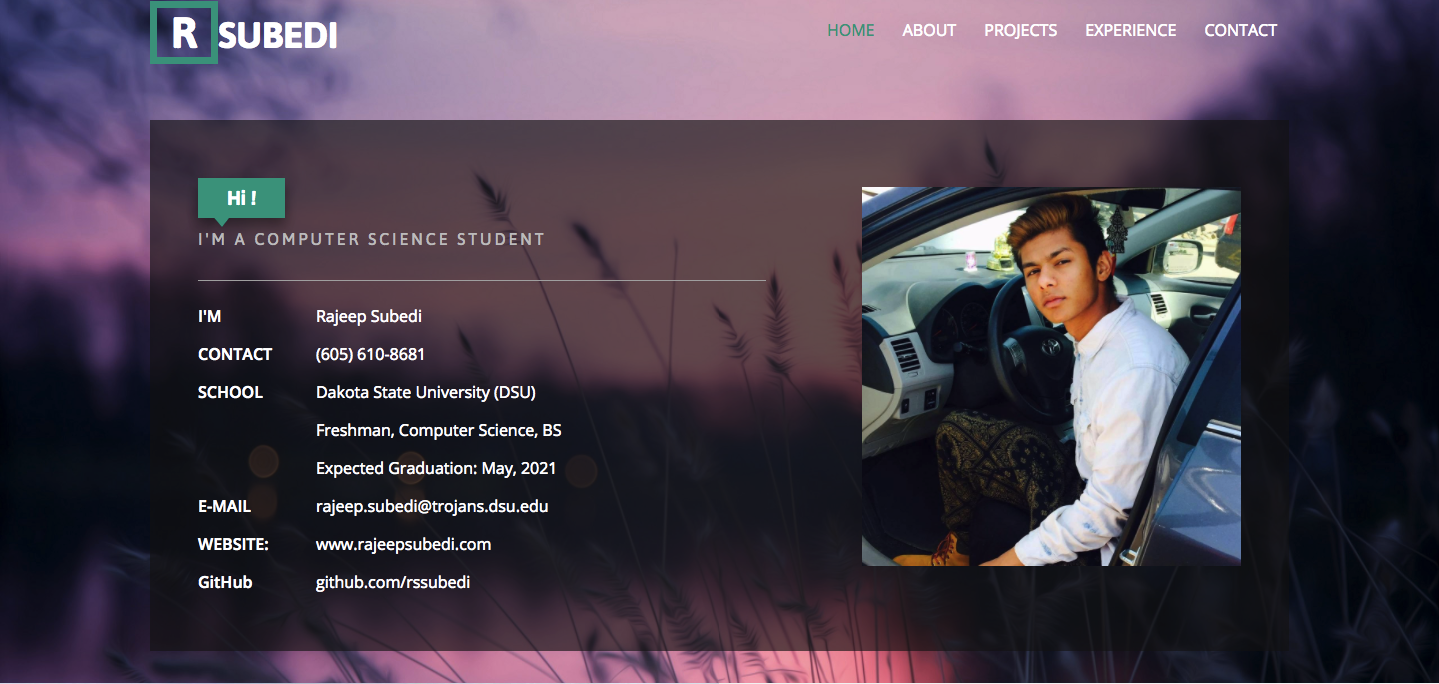 R SUBEDI
HOME ABOUT PROJECTS EXPERIENCE CONTACT
Hi !
I'M A COMPUTER SCIENCE STUDENT
I'M Rajeep Subedi
CONTACT (605) 610-8681
SCHOOL Dakota State University (DSU)
Freshman, Computer Science, BS
Expected Graduation: May, 2021
E-MAIL rajeep.subedi@trojans.dsu.edu
WEBSITE: www.rajeepsubedi.com
GitHub github.com/rssubedi